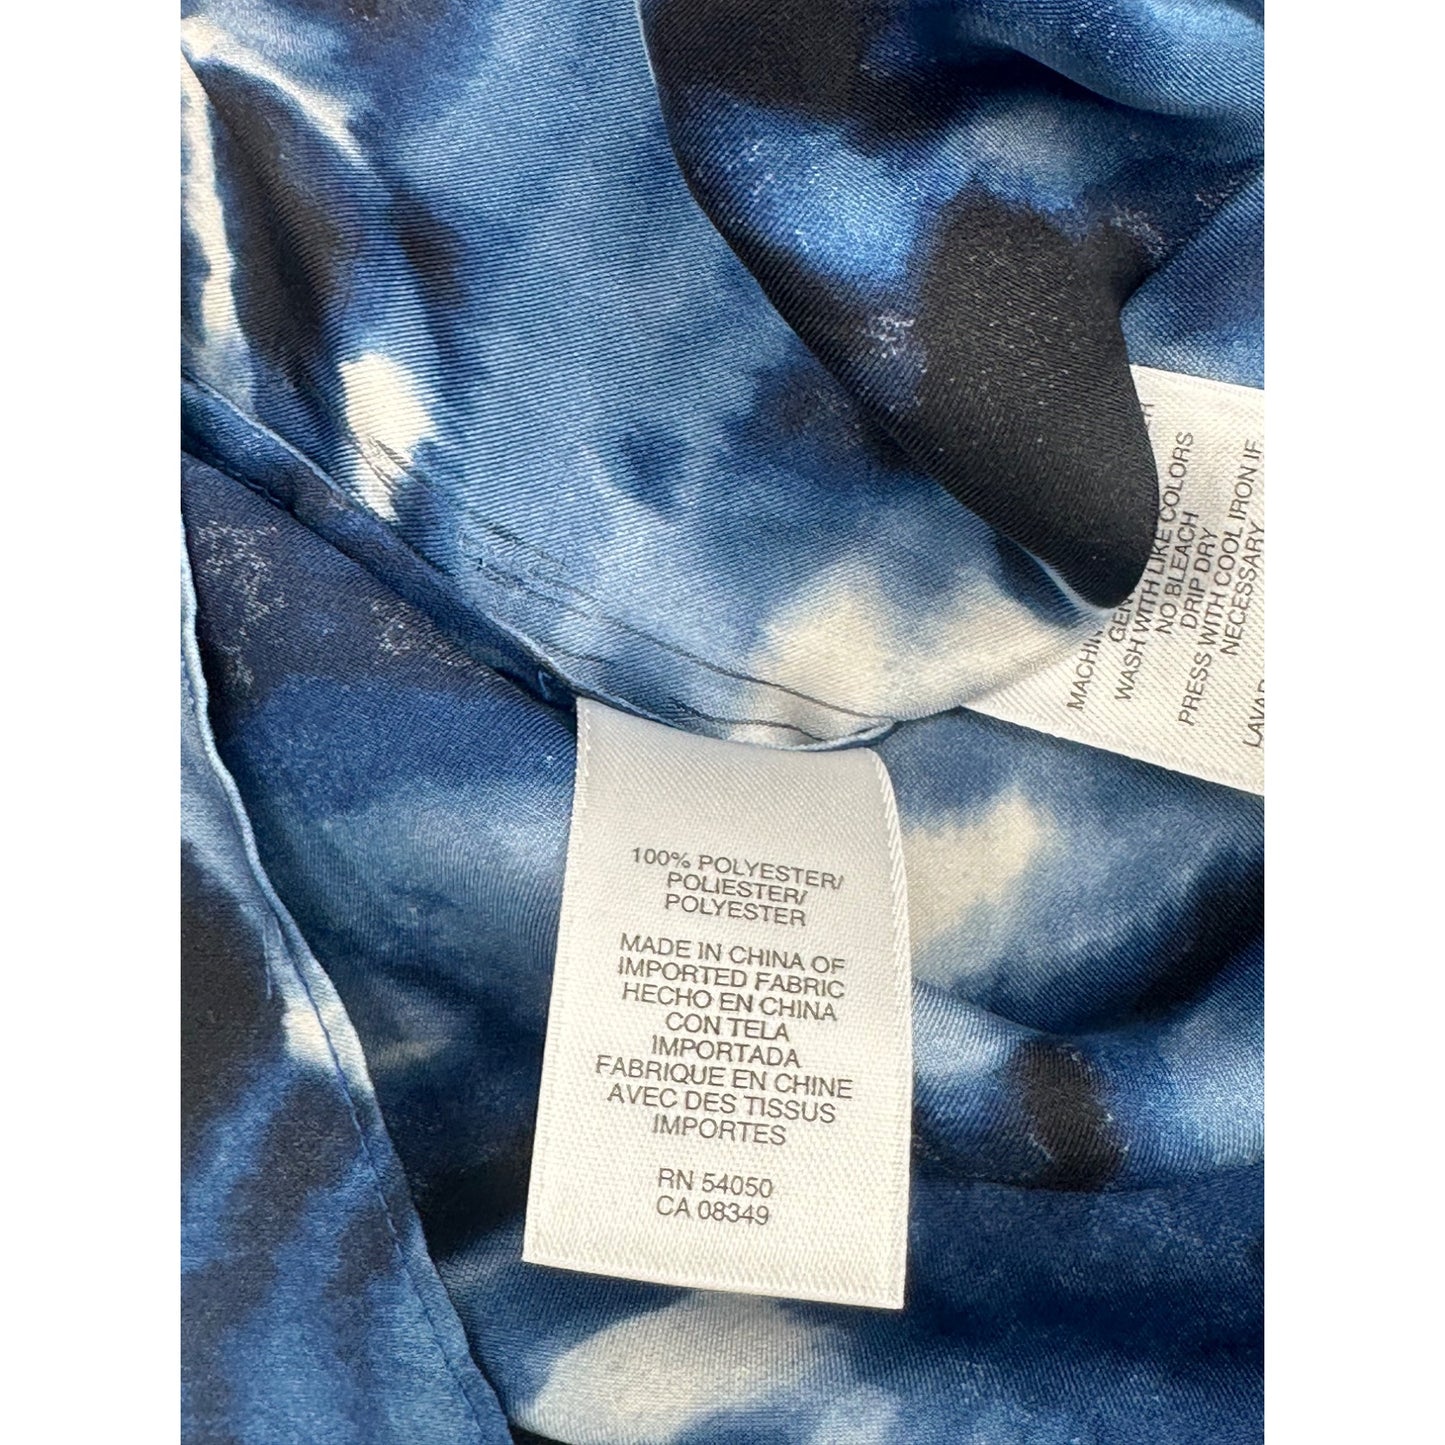 100% POLYESTER/
POLIESTER/
POLYESTER
MADE IN CHINA OF
IMPORTED FABRIC
HECHO EN CHINA
CON TELA
IMPORTADA
FABRIQUE EN CHINE
AVEC DES TISSUS
IMPORTES
RN 54050
CA 08349
WASH WITH LIKE COLORS
NO BLEACH
DRIP DRY
PRESS WITH COOL IRON IF
NECESSARY